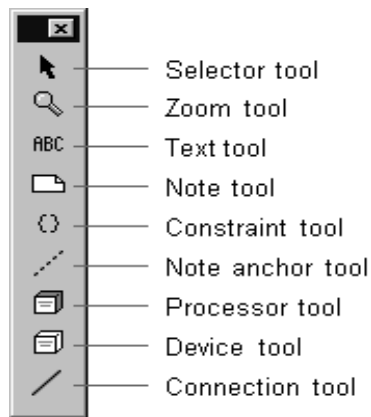 Selector tool
Zoom tool
ABC Text tool
Note tool
{} Constraint tool
Note anchor tool
Processor tool
Device tool
Connection tool